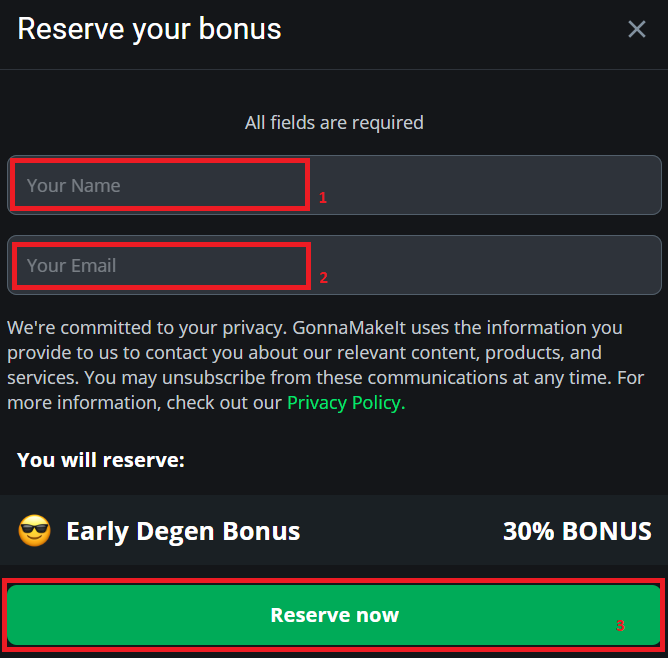 Reserve your bonus
All fields are required
Your Name
1
Your Email
2
We're committed to your privacy. GonnaMakeIt uses the information you
provide to us to contact you about our relevant content, products, and
services. You may unsubscribe from these communications at any time. For
more information, check out our Privacy Policy.
You will reserve:
Early Degen Bonus 30% BONUS
Reserve now
3